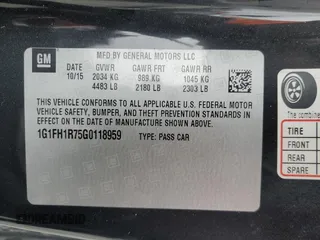 GM
MFD BY GENERAL MOTORS LLC
DATE GVWR GAWR FRT GAWR RR
10/15 2034 KG 989 KG 1045 KG
4483 LB 2180 LB 2303 LB
THIS VEHICLE CONFORMS TO ALL APPLICABLE U.S. FEDERAL MOTOR
VEHICLE SAFETY, BUMPER, AND THEFT PREVENTION STANDARDS IN
EFFECT ON THE DATE OF MANUFACTURE SHOWN ABOVE.
1G1FH1R75G0118959 TYPE: PASS CAR
TIRE
FRONT
REAR
SPARE